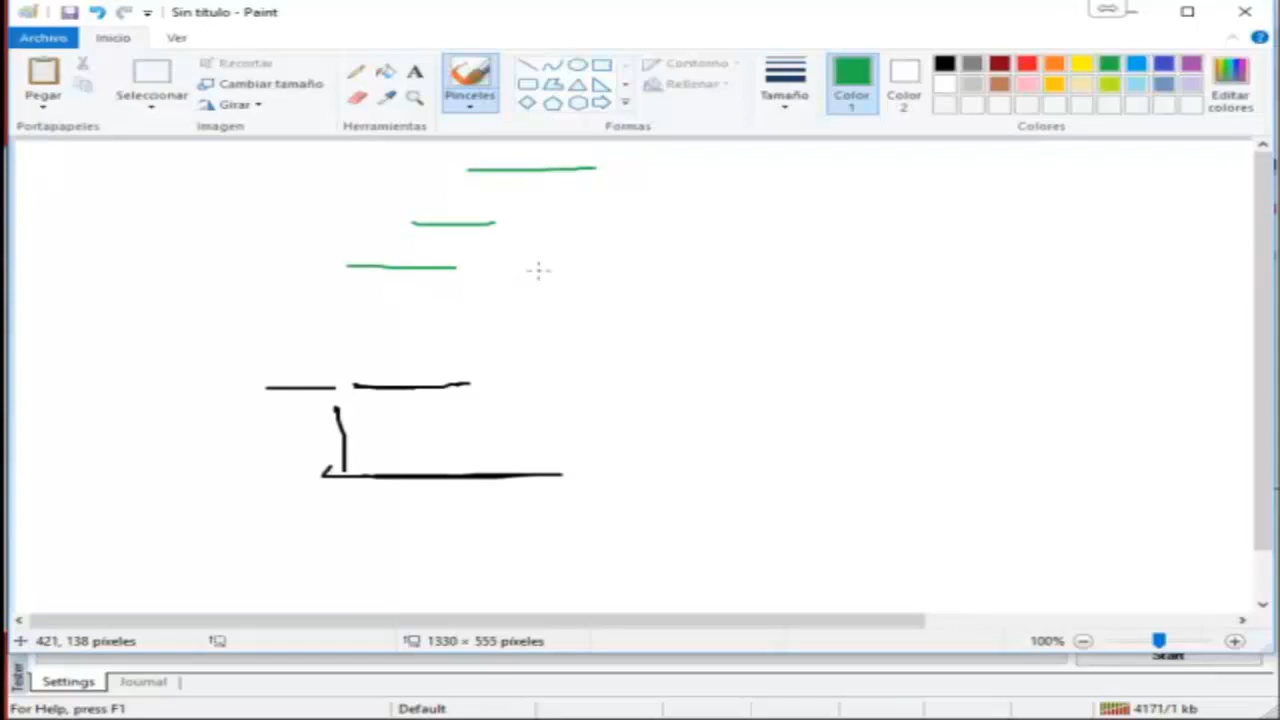 Sin título - Paint
Archivo Inicio Ver
Pegar
Portapapeles
Seleccionar
Recortar
Cambiar tamaño
Girar
Imagen
A
Herramientas
Pinceles
Contorno
Rellenar
Formas
Tamaño
Color 1
Color 2
Editar colores
Colores
421, 138 píxeles
1330 × 555 píxeles
100%
Start
Tester
Settings
Journal
For Help, press F1
Default
4171/1 kb